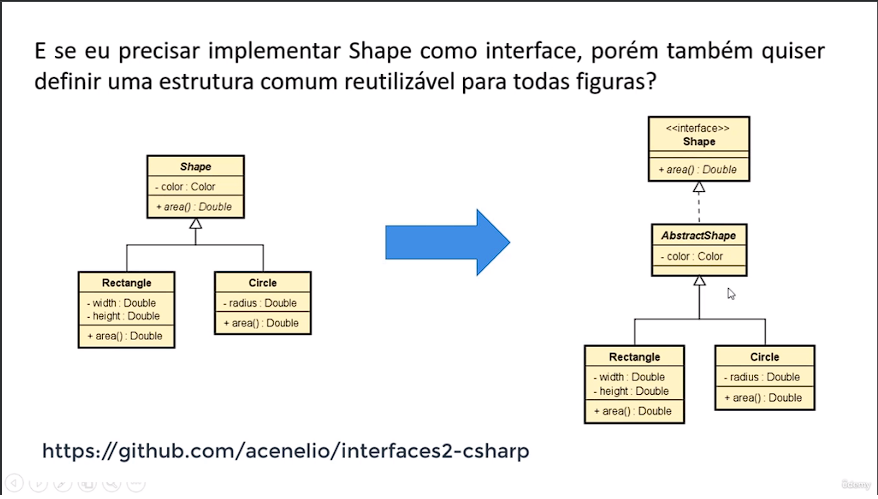 E se eu precisar implementar Shape como interface, porém também quiser
definir uma estrutura comum reutilizável para todas figuras?
Shape
- color : Color
+ area() : Double
Rectangle
- width : Double
- height : Double
+ area() : Double
Circle
- radius : Double
+ area() : Double
<<interface>>
Shape
+ area() : Double
AbstractShape
- color : Color
Rectangle
- width : Double
- height : Double
+ area() : Double
Circle
- radius : Double
+ area() : Double
https://github.com/acenelio/interfaces2-csharp
Udemy